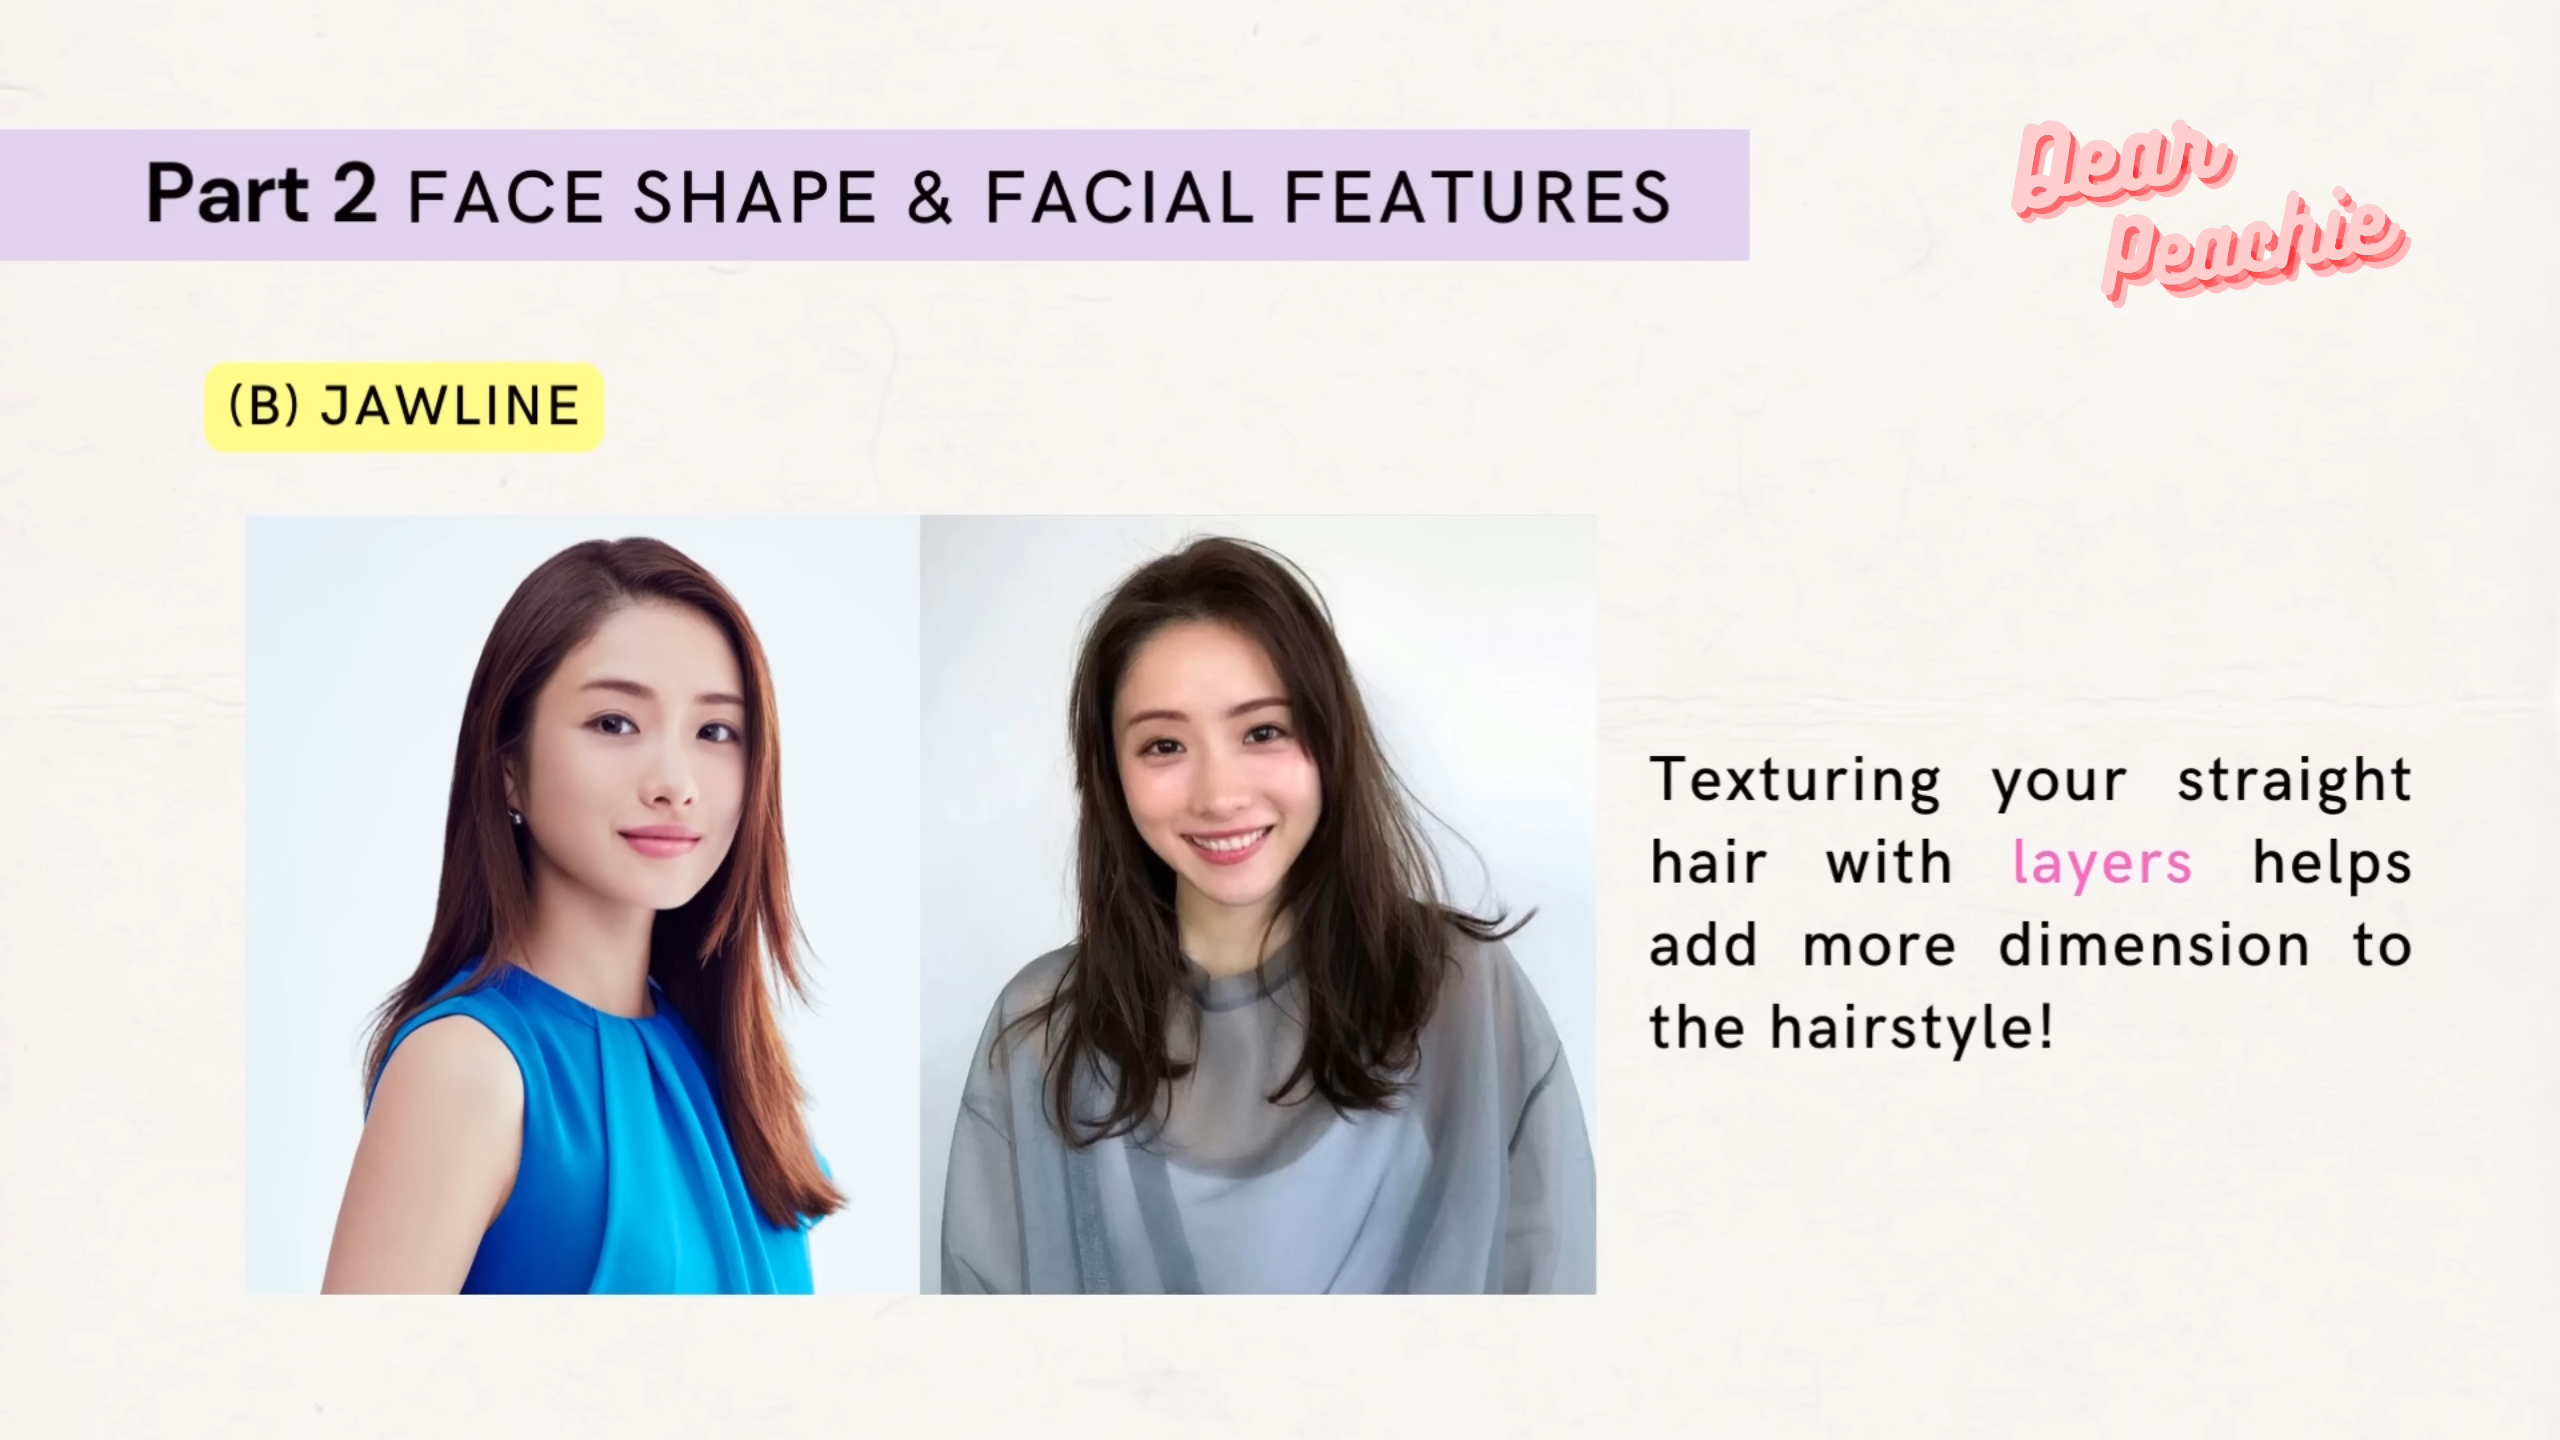 Part 2 FACE SHAPE & FACIAL FEATURES
Dear
Peachie
(B) JAWLINE
Texturing your straight
hair with layers helps
add more dimension to
the hairstyle!